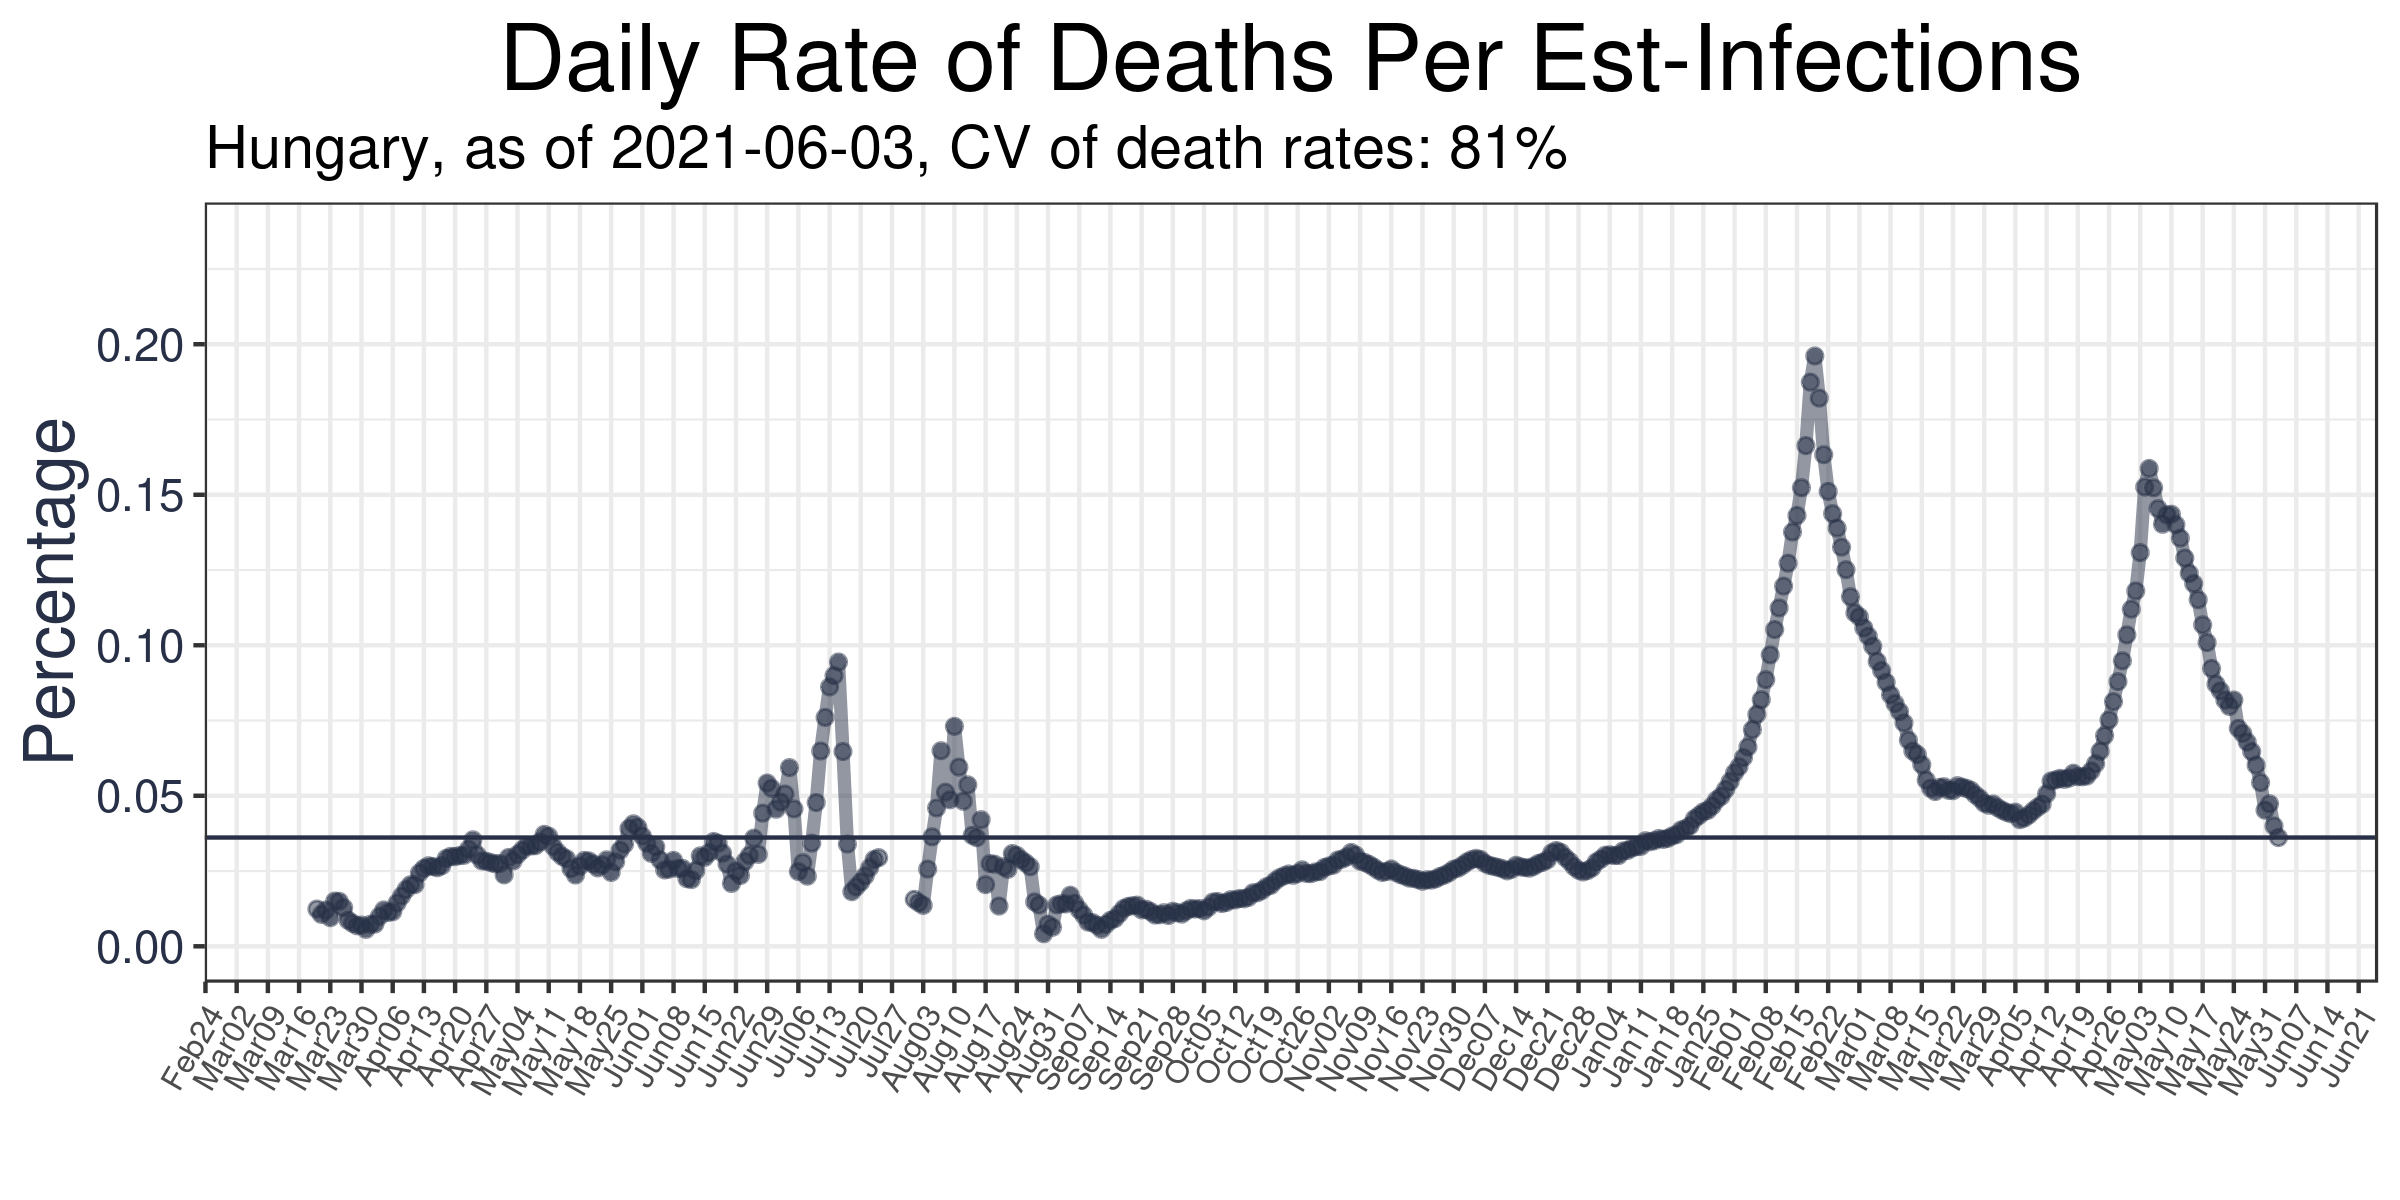 Daily Rate of Deaths Per Est-Infections
Hungary, as of 2021-06-03, CV of death rates: 81%
Percentage
0.20
0.15
0.10
0.05
0.00
Feb24
Mar02
Mar09
Mar16
Mar23
Mar30
Apr06
Apr13
Apr20
Apr27
May04
May11
May18
May25
Jun01
Jun08
Jun15
Jun22
Jun29
Jul06
Jul13
Jul20
Jul27
Aug03
Aug10
Aug17
Aug24
Aug31
Sep07
Sep14
Sep21
Sep28
Oct05
Oct12
Oct19
Oct26
Nov02
Nov09
Nov16
Nov23
Nov30
Dec07
Dec14
Dec21
Dec28
Jan04
Jan11
Jan18
Jan25
Feb01
Feb08
Feb15
Feb22
Mar01
Mar08
Mar15
Mar22
Mar29
Apr05
Apr12
Apr19
Apr26
May03
May10
May17
May24
May31
Jun07
Jun14
Jun21